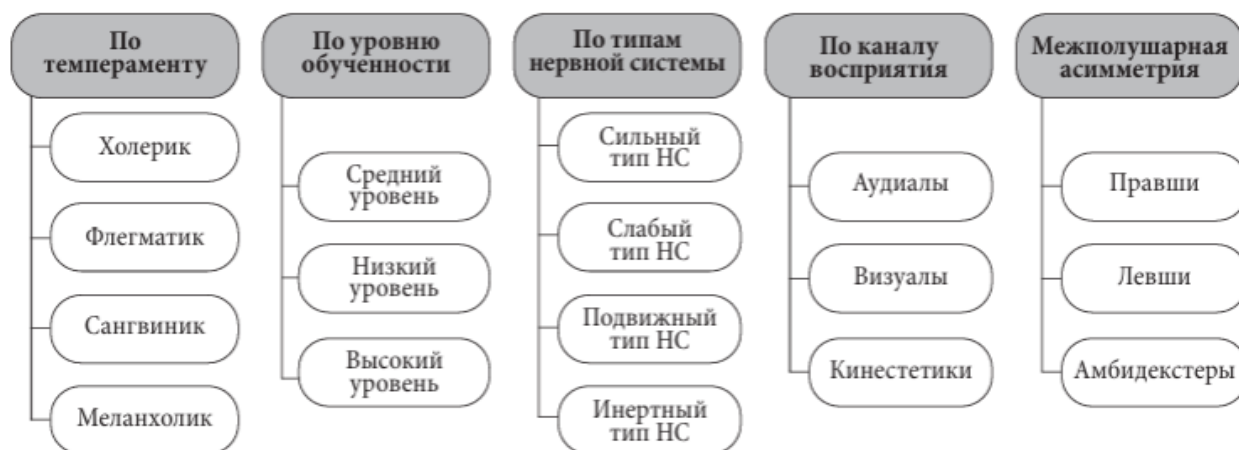 По
темпераменту
Холерик
Флегматик
Сангвиник
Меланхолик
По уровню
обученности
Средний
уровень
Низкий
уровень
Высокий
уровень
По типам
нервной системы
Сильный
тип НС
Слабый
тип НС
Подвижный
тип НС
Инертный
тип НС
По каналу
восприятия
Аудиалы
Визуалы
Кинестетики
Межполушарная
асимметрия
Правши
Левши
Амбидекстеры